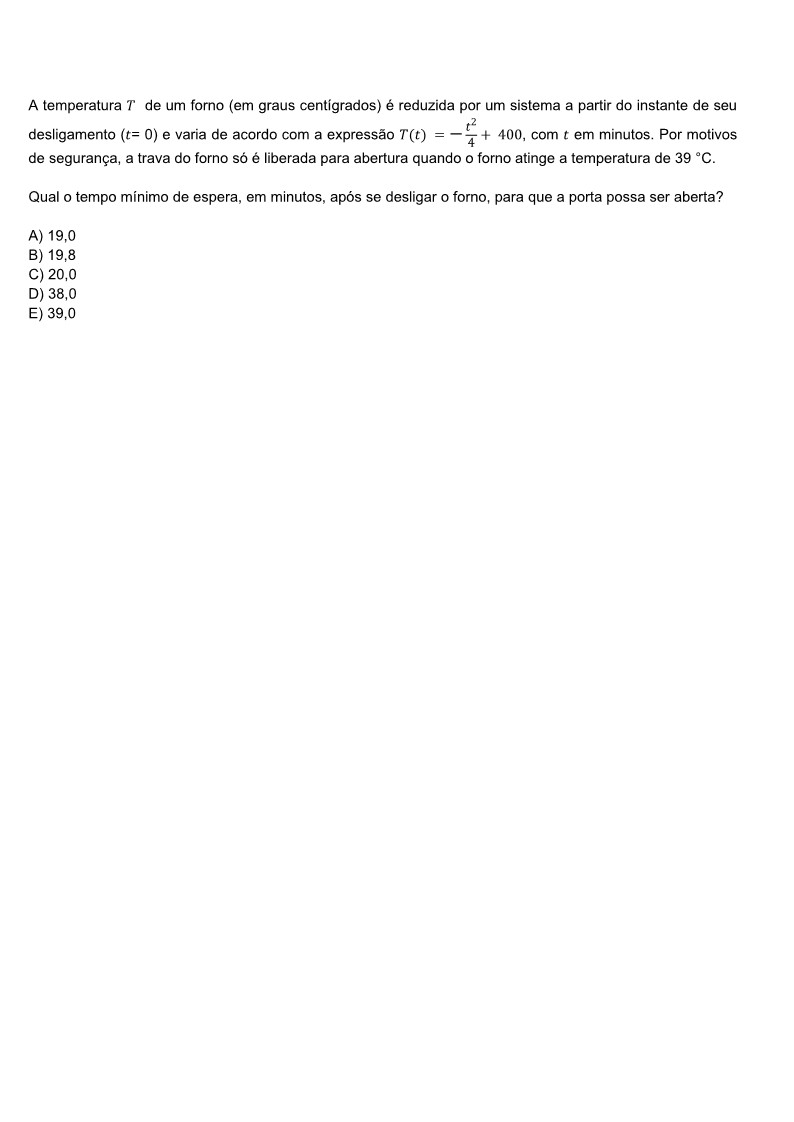 A temperatura T de um forno (em graus centígrados) é reduzida por um sistema a partir do instante de seu
desligamento (t= 0) e varia de acordo com a expressão T(t) = −t²/4 + 400, com t em minutos. Por motivos
de segurança, a trava do forno só é liberada para abertura quando o forno atinge a temperatura de 39 °C.
Qual o tempo mínimo de espera, em minutos, após se desligar o forno, para que a porta possa ser aberta?
A) 19,0
B) 19,8
C) 20,0
D) 38,0
E) 39,0